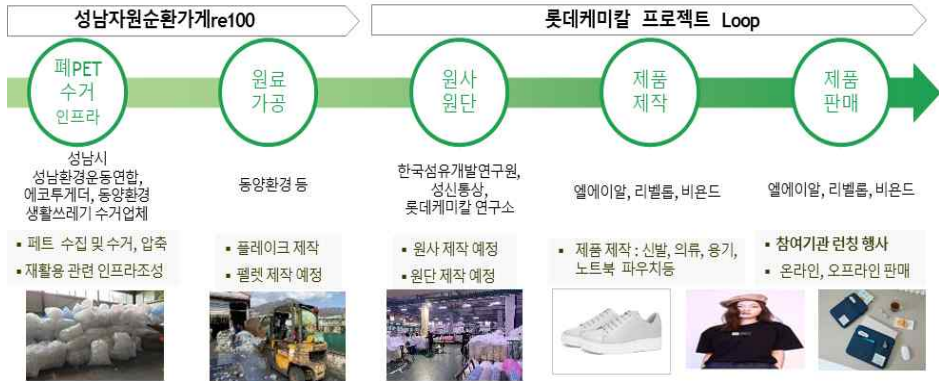 성남자원순환가게re100
롯데케미칼 프로젝트 Loop
폐PET
수거
인프라
원료
가공
원사
원단
제품
제작
제품
판매
성남시
성남환경운동연합,
에코투게더, 동양환경
생활쓰레기 수거업체
동양환경 등
한국섬유개발연구원,
성신통상,
롯데케미칼 연구소
엘에이알, 리벨롭, 비욘드
엘에이알, 리벨롭, 비욘드
▪ 페트 수집 및 수거, 압축
▪ 재활용 관련 인프라조성
▪ 플레이크 제작
▪ 펠렛 제작 예정
▪ 원사 제작 예정
▪ 원단 제작 예정
▪ 제품 제작 : 신발, 의류, 용기,
노트북 파우치등
▪ 참여기관 런칭 행사
▪ 온라인, 오프라인 판매